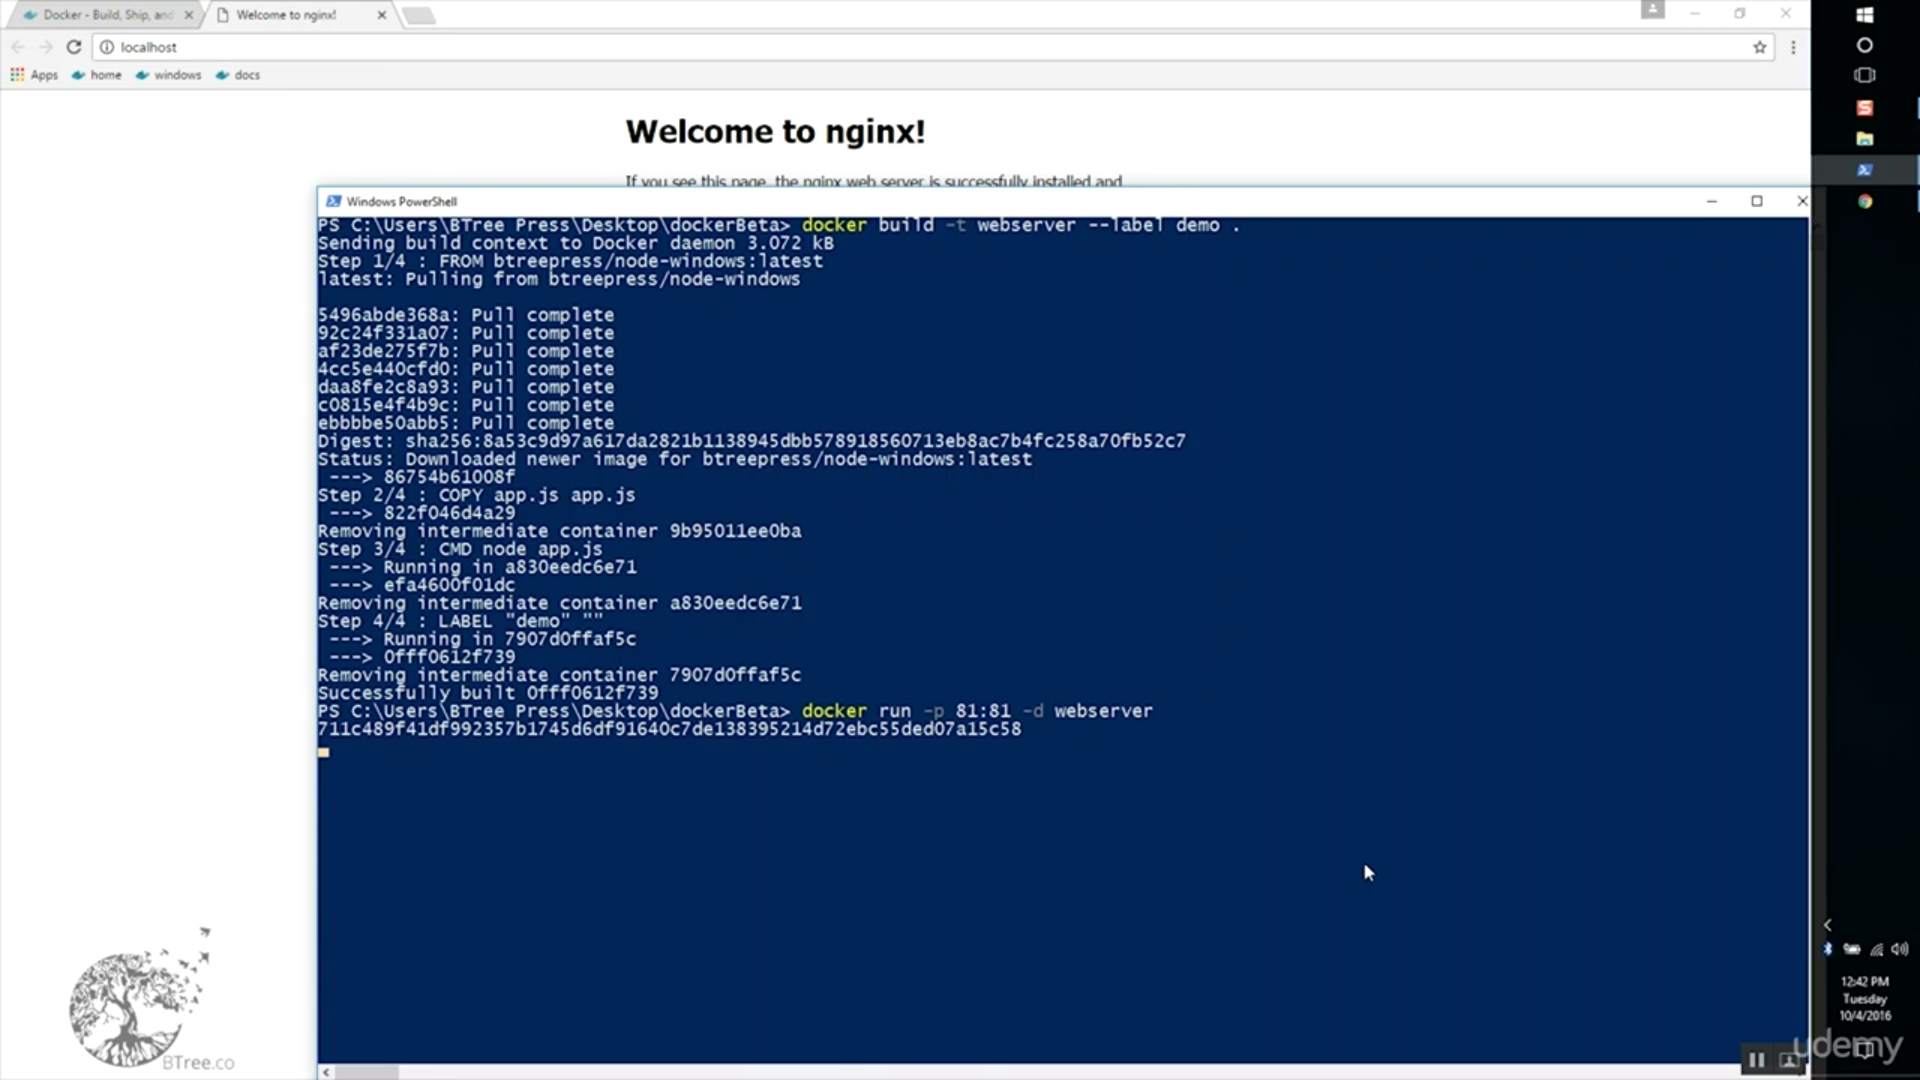 Docker - Build, Ship, and
Welcome to nginx!
localhost
Apps
home
windows
docs
Welcome to nginx!
If you see this page, the nginx web server is successfully installed and
Windows PowerShell
PS C:\Users\BTree Press\Desktop\dockerBeta> docker build -t webserver --label demo .
Sending build context to Docker daemon 3.072 kB
Step 1/4 : FROM btreepress/node-windows:latest
latest: Pulling from btreepress/node-windows
5496abde368a: Pull complete
92c24f331a07: Pull complete
af23de275f7b: Pull complete
4cc5e440cfd0: Pull complete
daa8fe2c8a93: Pull complete
c0815e4f4b9c: Pull complete
ebbbbe50abb5: Pull complete
Digest: sha256:8a53c9d97a617da2821b1138945dbb578918560713eb8ac7b4fc258a70fb52c7
Status: Downloaded newer image for btreepress/node-windows:latest
---> 86754b61008f
Step 2/4 : COPY app.js app.js
---> 822f046d4a29
Removing intermediate container 9b95011ee0ba
Step 3/4 : CMD node app.js
---> Running in a830eedc6e71
---> efa4600f01dc
Removing intermediate container a830eedc6e71
Step 4/4 : LABEL "demo" ""
---> Running in 7907d0ffaf5c
---> 0fff0612f739
Removing intermediate container 7907d0ffaf5c
Successfully built 0fff0612f739
PS C:\Users\BTree Press\Desktop\dockerBeta> docker run -p 81:81 -d webserver
711c489f41df992357b1745d6df91640c7de138395214d72ebc55ded07a15c58
12:42 PM
Tuesday
10/4/2016
BTree.co
udemy